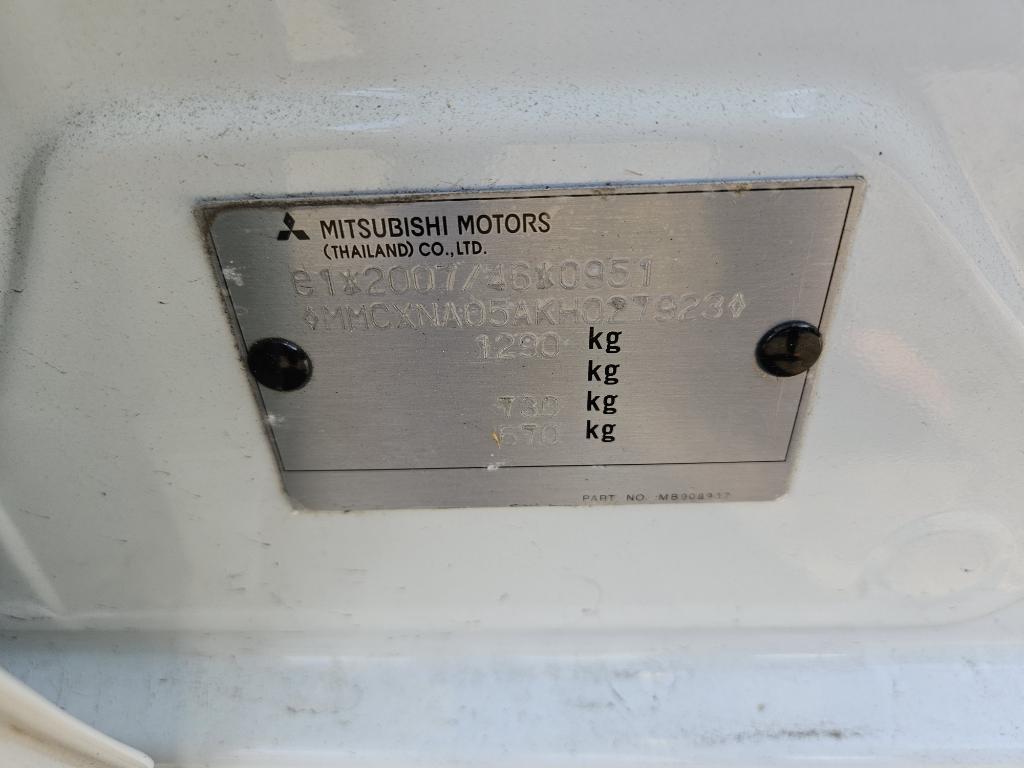 MITSUBISHI MOTORS
(THAILAND) CO., LTD.
e1*2007/46*0951
◊MMCXNA05AKH027923◊
1290 kg
kg
730 kg
570 kg
PART NO. MB908937